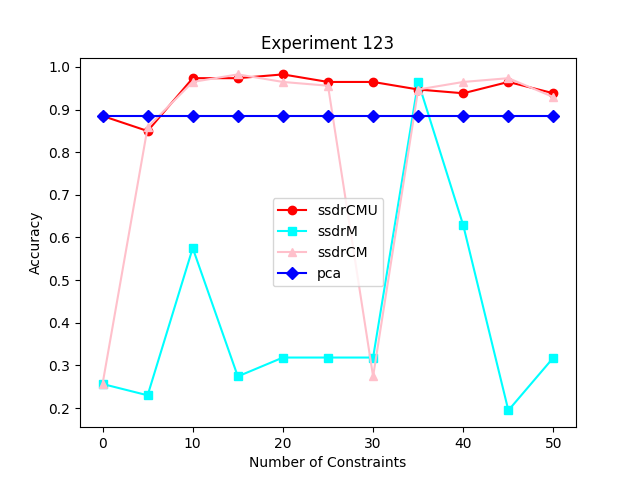 Experiment 123
1.0
0.9
0.8
0.7
0.6
0.5
0.4
0.3
0.2
Accuracy
ssdrCMU
ssdrM
ssdrCM
pca
0 10 20 30 40 50
Number of Constraints